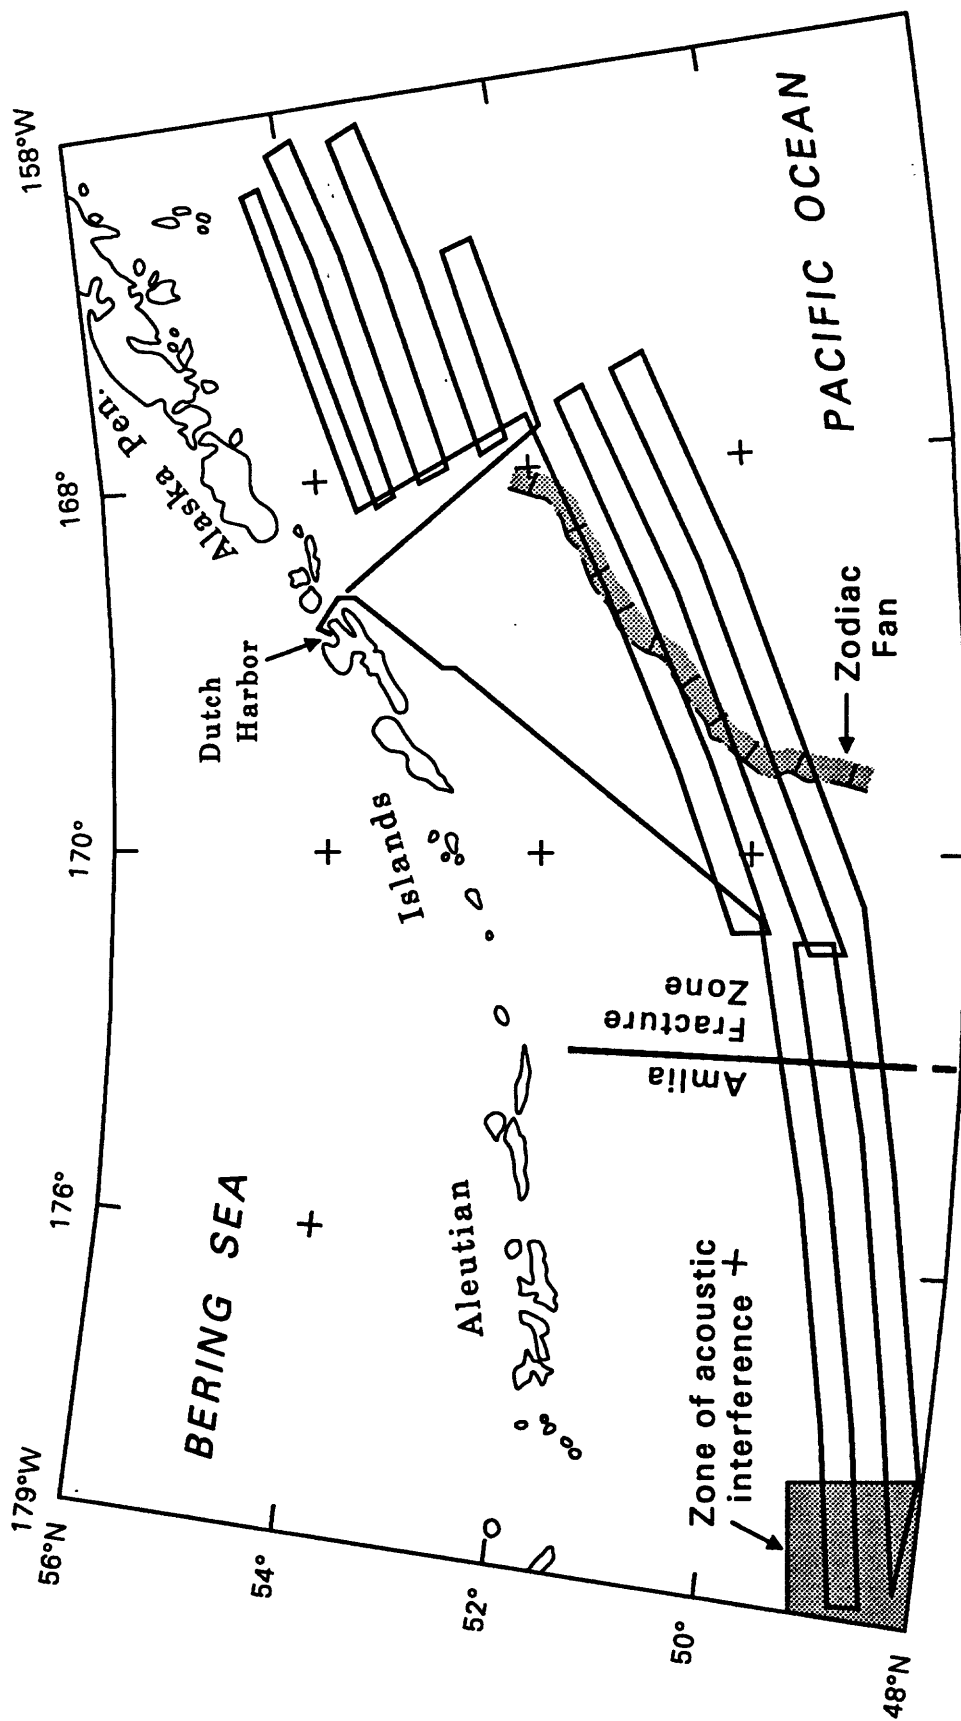 179°W
176°
170°
168°
158°W
56°N
54°
52°
50°
48°N
BERING SEA
Alaska Pen.
Dutch
Harbor
Aleutian
Islands
PACIFIC OCEAN
Amlia
Fracture
Zone
Zone of acoustic
interference
Zodiac
Fan